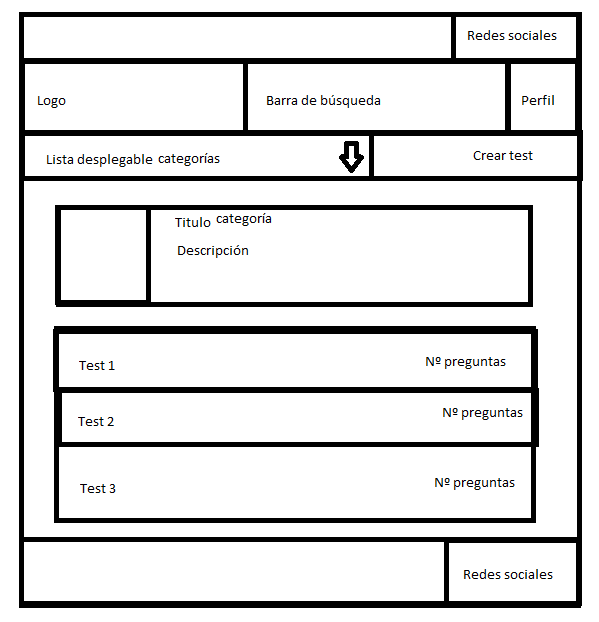 Redes sociales
Logo
Barra de búsqueda
Perfil
Lista desplegable categorías
Crear test
Titulo categoría
Descripción
Test 1
Nº preguntas
Test 2
Nº preguntas
Test 3
Nº preguntas
Redes sociales